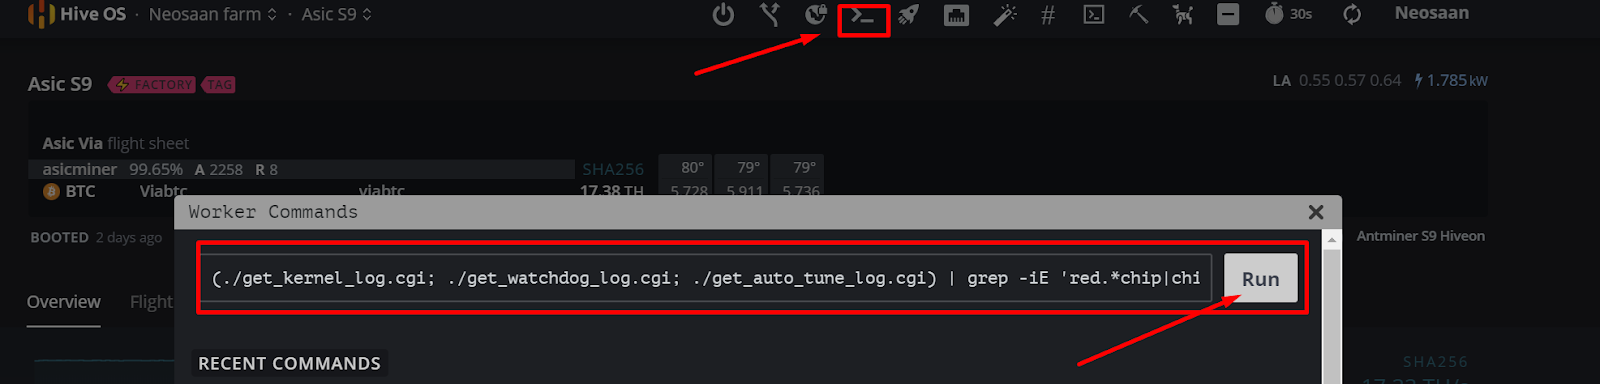 Hive OS · Neosaan farm · Asic S9 # 30s Neosaan
Asic S9 FACTORY TAG LA 0.55 0.57 0.64 1.785 kW
Asic Via flight sheet
asicminer 99.65% A 2258 R 8 SHA256 80° 79° 79°
BTC Viabtc viabtc 17.38 TH 5.728 5.911 5.736
Worker Commands
BOOTED 2 days ago Antminer S9 Hiveon
(./get_kernel_log.cgi; ./get_watchdog_log.cgi; ./get_auto_tune_log.cgi) | grep -iE 'red.*chip|chi Run
Overview Flight
RECENT COMMANDS SHA256